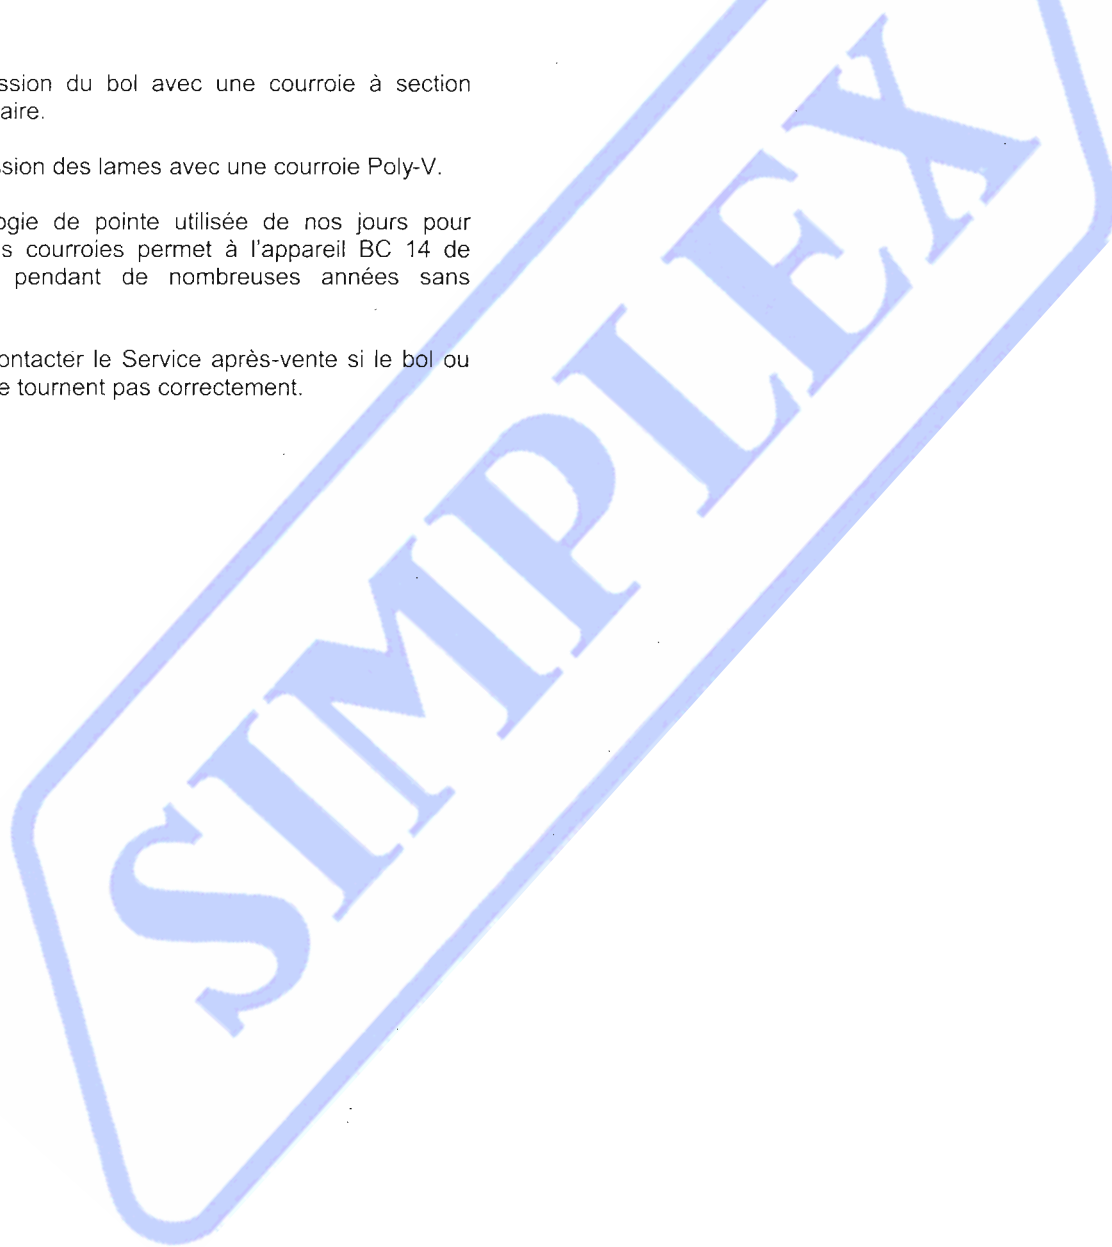 ssion du bol avec une courroie à section
aire.
sion des lames avec une courroie Poly-V.
ogie de pointe utilisée de nos jours pour
s courroies permet à l'appareil BC 14 de
pendant de nombreuses années sans
ontacter le Service après-vente si le bol ou
e tournent pas correctement.
SIMPLEX